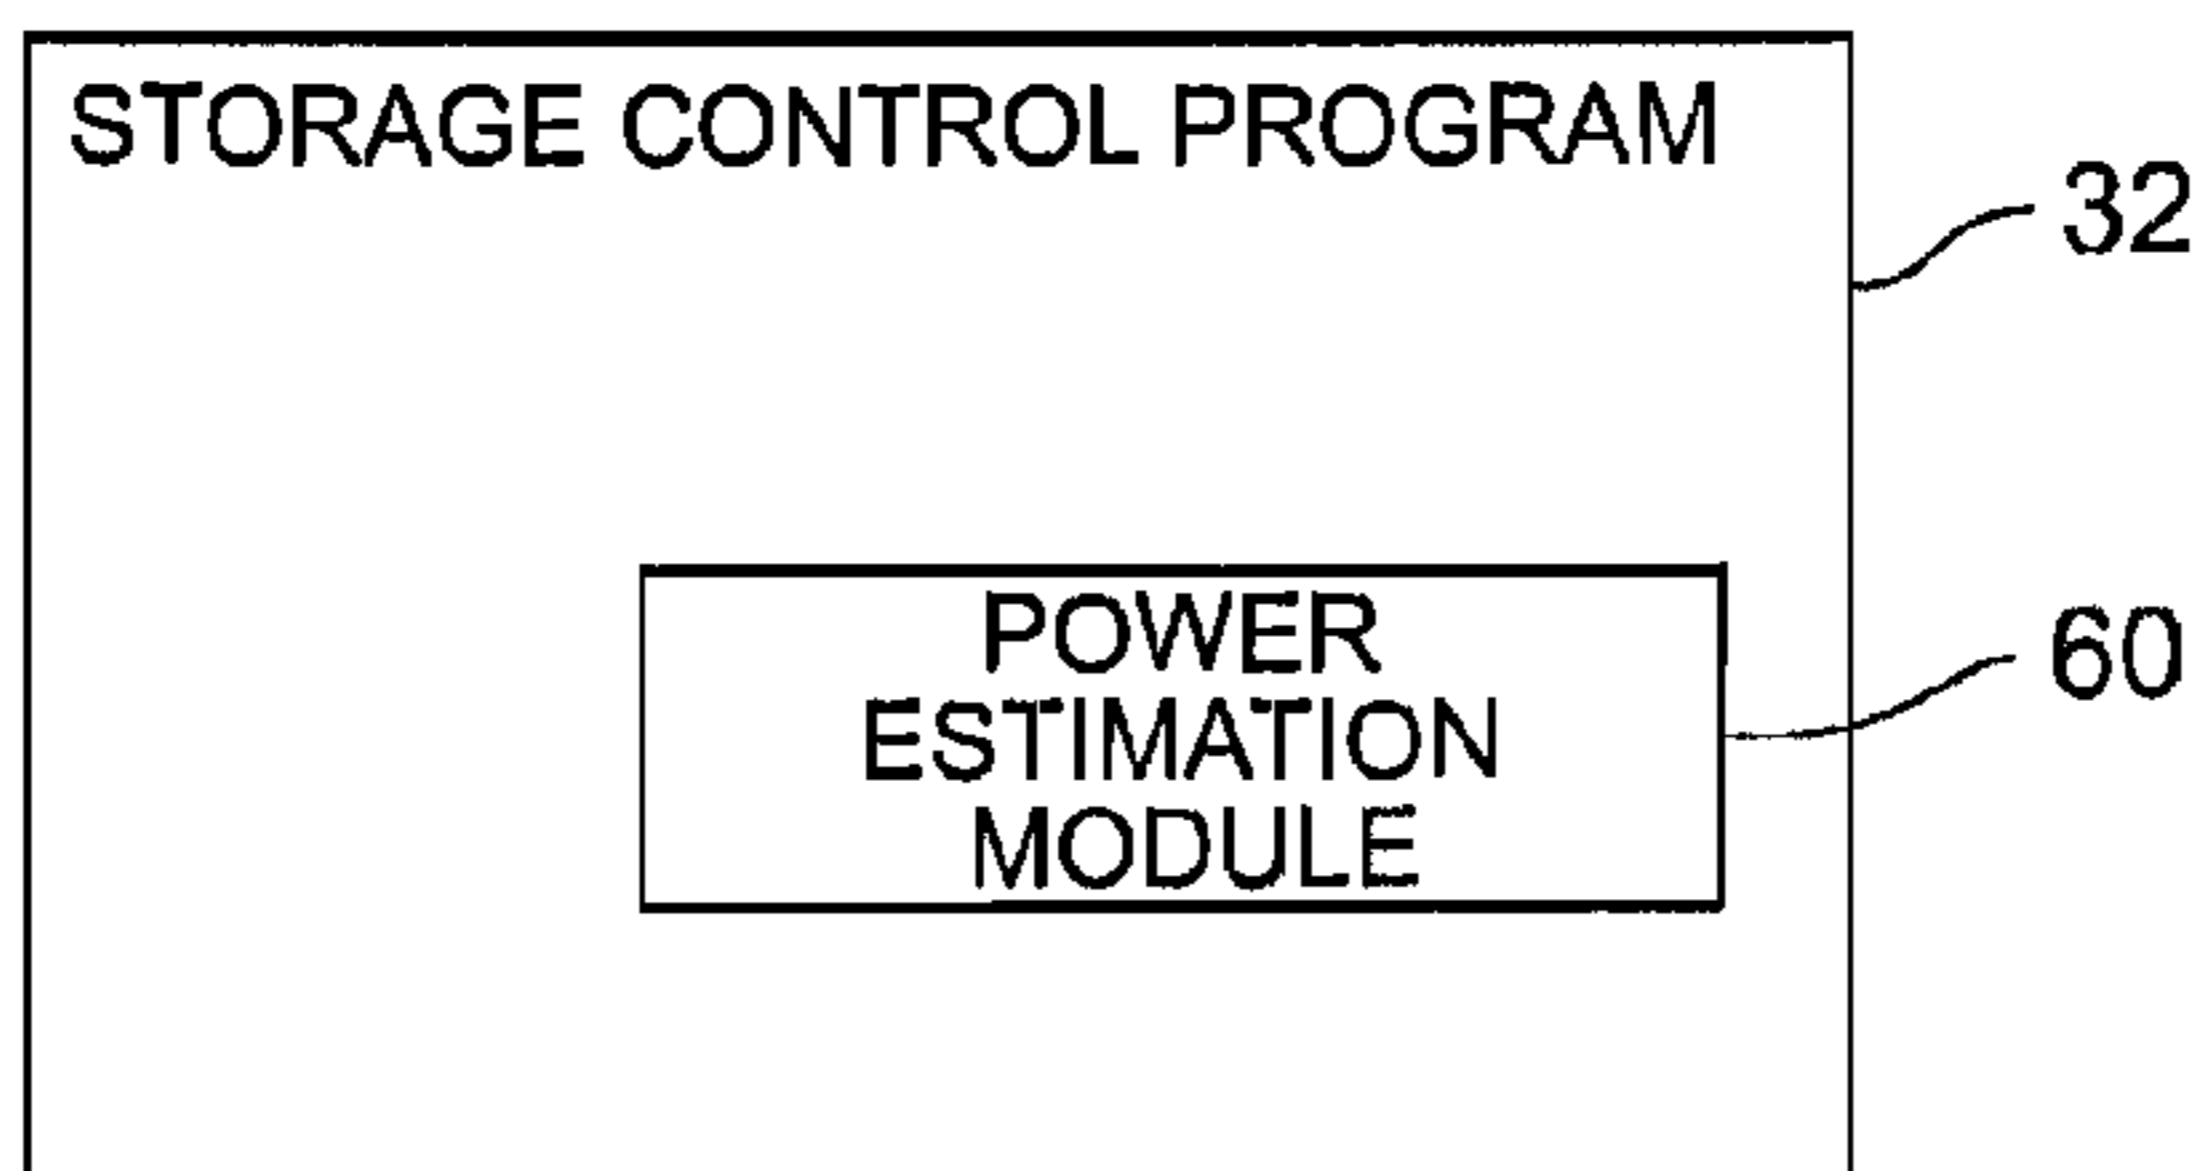 STORAGE CONTROL PROGRAM
32
POWER
ESTIMATION
MODULE
60